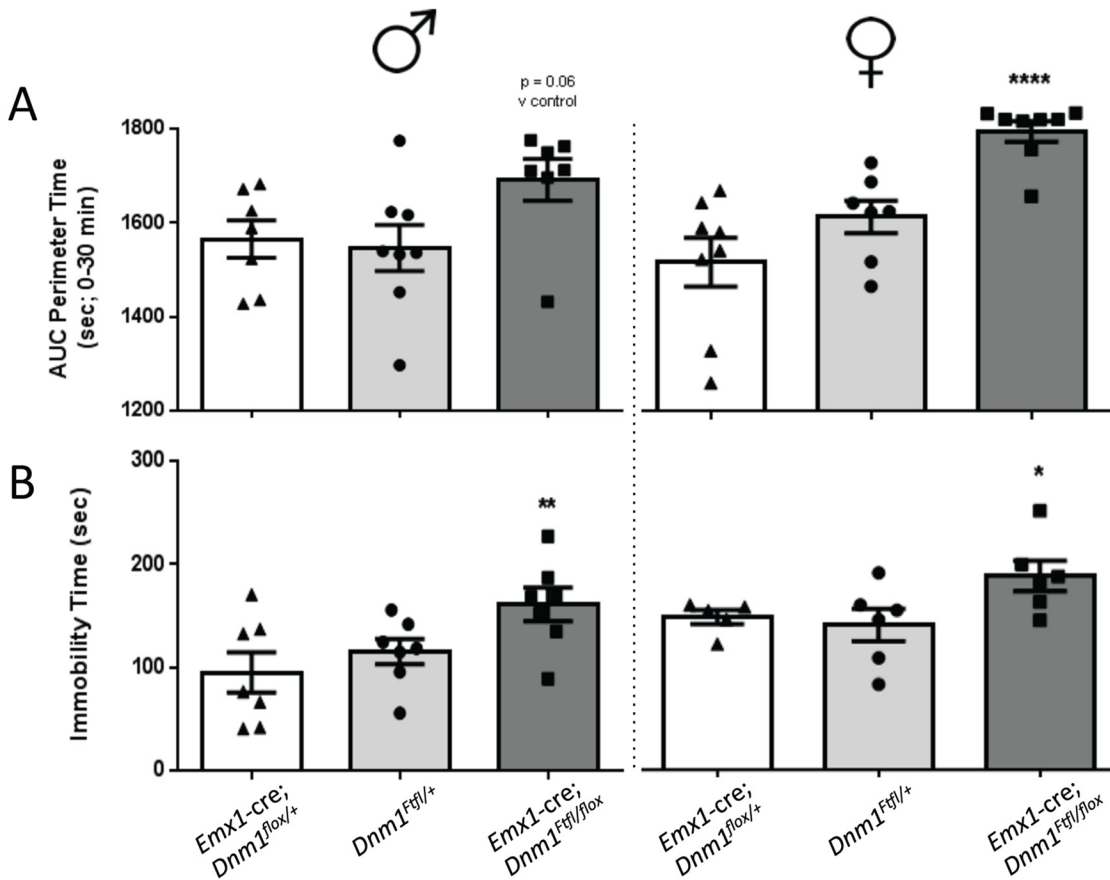 p = 0.06
v control
****
A
AUC Perimeter Time
(sec; 0-30 min)
1800
1600
1400
1200
B
Immobility Time (sec)
300
200
100
0
**
*
Emx1-cre;
Dnm1flox/+
Dnm1Ftfl/+
Emx1-cre;
Dnm1Ftfl/flox
Emx1-cre;
Dnm1flox/+
Dnm1Ftfl/+
Emx1-cre;
Dnm1Ftfl/flox